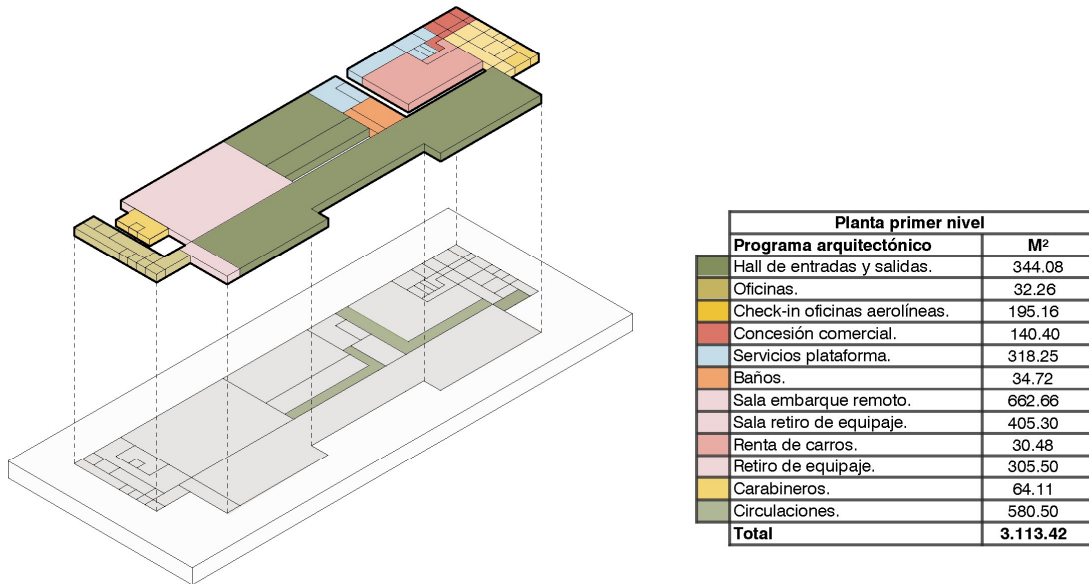 Planta primer nivel
Programa arquitectónico M²
Hall de entradas y salidas. 344.08
Oficinas. 32.26
Check-in oficinas aerolíneas. 195.16
Concesión comercial. 140.40
Servicios plataforma. 318.25
Baños. 34.72
Sala embarque remoto. 662.66
Sala retiro de equipaje. 405.30
Renta de carros. 30.48
Retiro de equipaje. 305.50
Carabineros. 64.11
Circulaciones. 580.50
Total 3.113.42